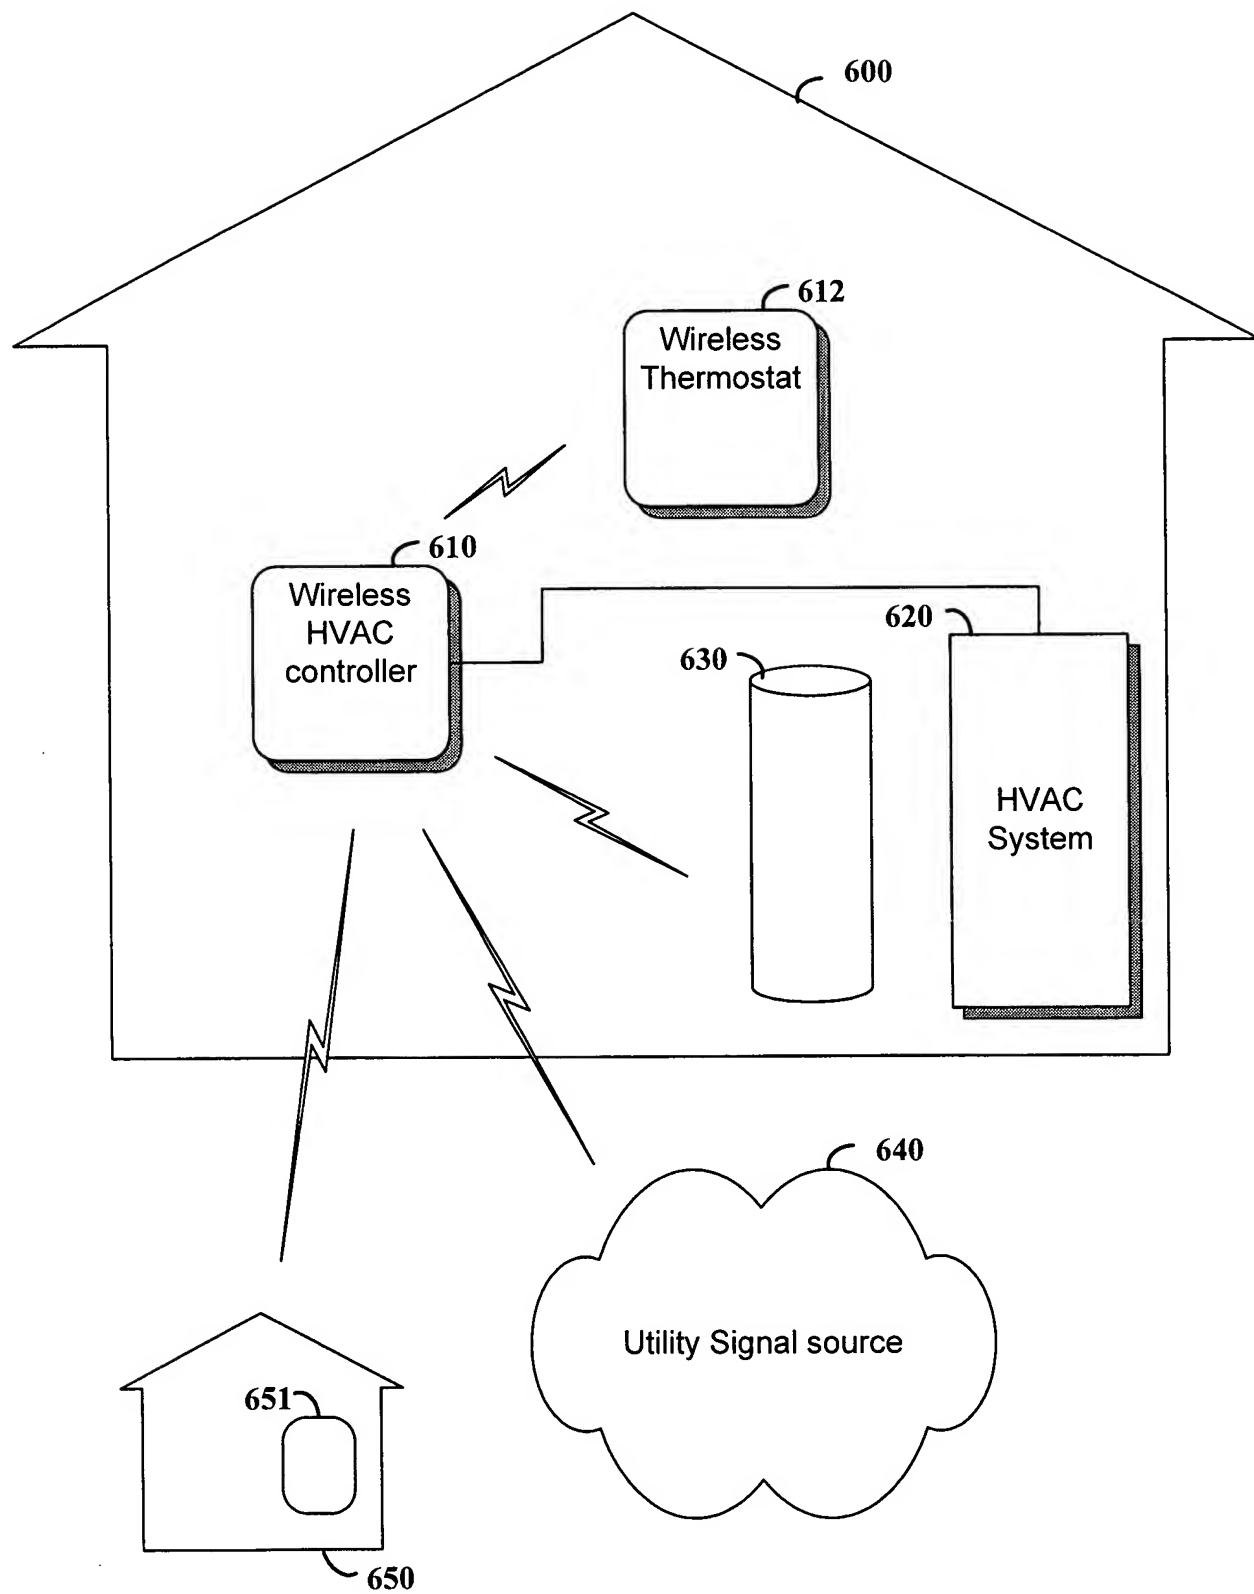 600
612
Wireless
Thermostat
610
Wireless
HVAC
controller
620
630
HVAC
System
640
Utility Signal source
651
650